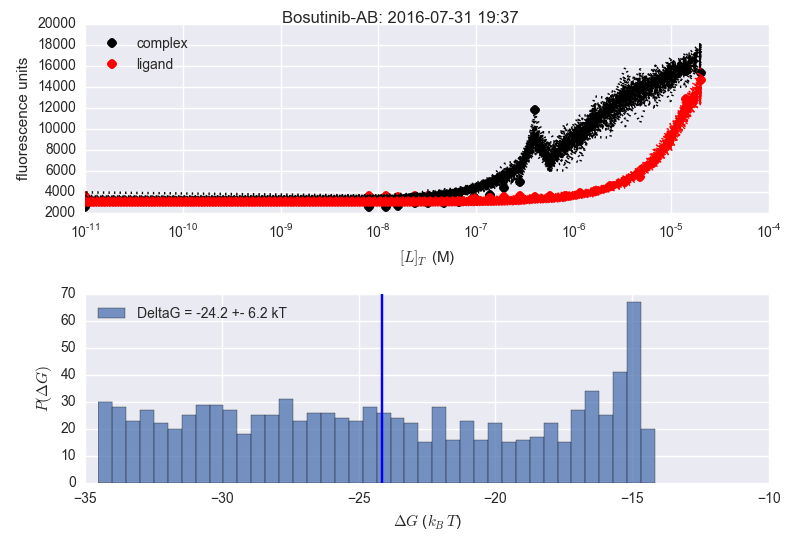 Bosutinib-AB: 2016-07-31 19:37
20000
18000
16000
14000
12000
10000
8000
6000
4000
2000
fluorescence units
complex
ligand
10⁻¹¹ 10⁻¹⁰ 10⁻⁹ 10⁻⁸ 10⁻⁷ 10⁻⁶ 10⁻⁵ 10⁻⁴
[L]_T (M)
70
60
50
40
30
20
10
0
P(ΔG)
DeltaG = -24.2 +- 6.2 kT
−35 −30 −25 −20 −15 −10
ΔG (k_B T)